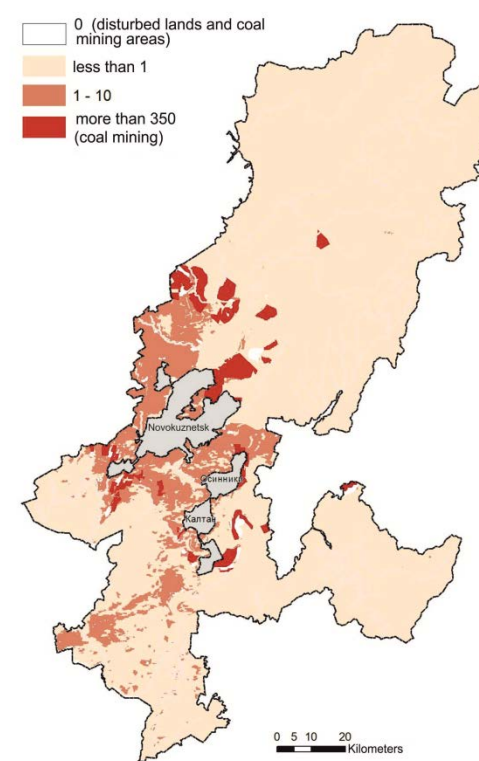 0 (disturbed lands and coal
mining areas)
less than 1
1 - 10
more than 350
(coal mining)
Novokuznetsk
Осинники
Калтан
0 5 10 20
Kilometers